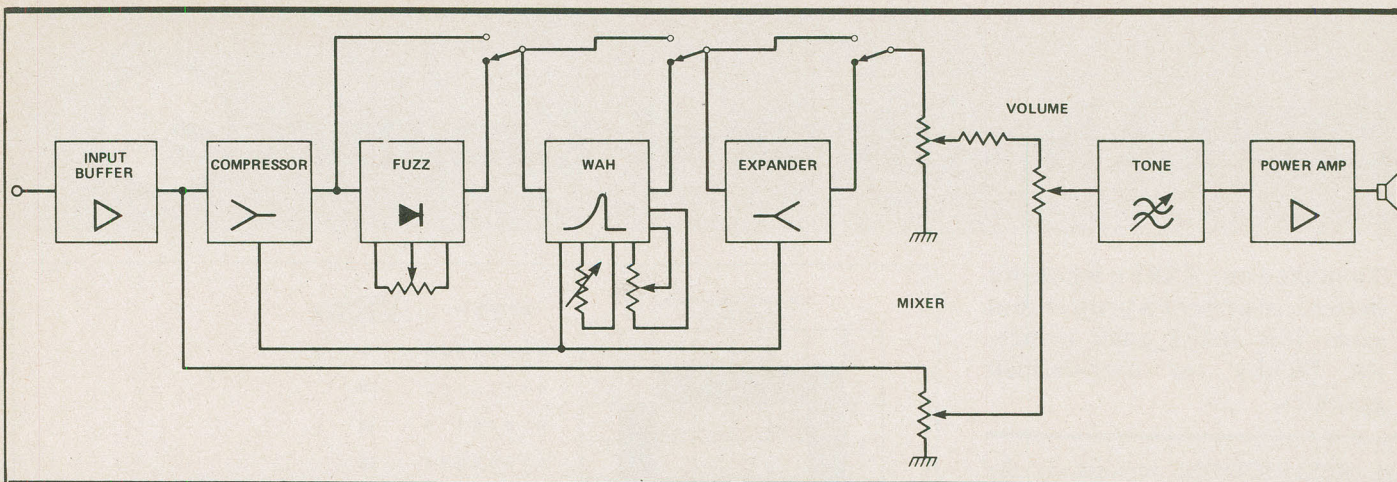 VOLUME
INPUT
BUFFER
COMPRESSOR
FUZZ
WAH
EXPANDER
TONE
POWER AMP
MIXER